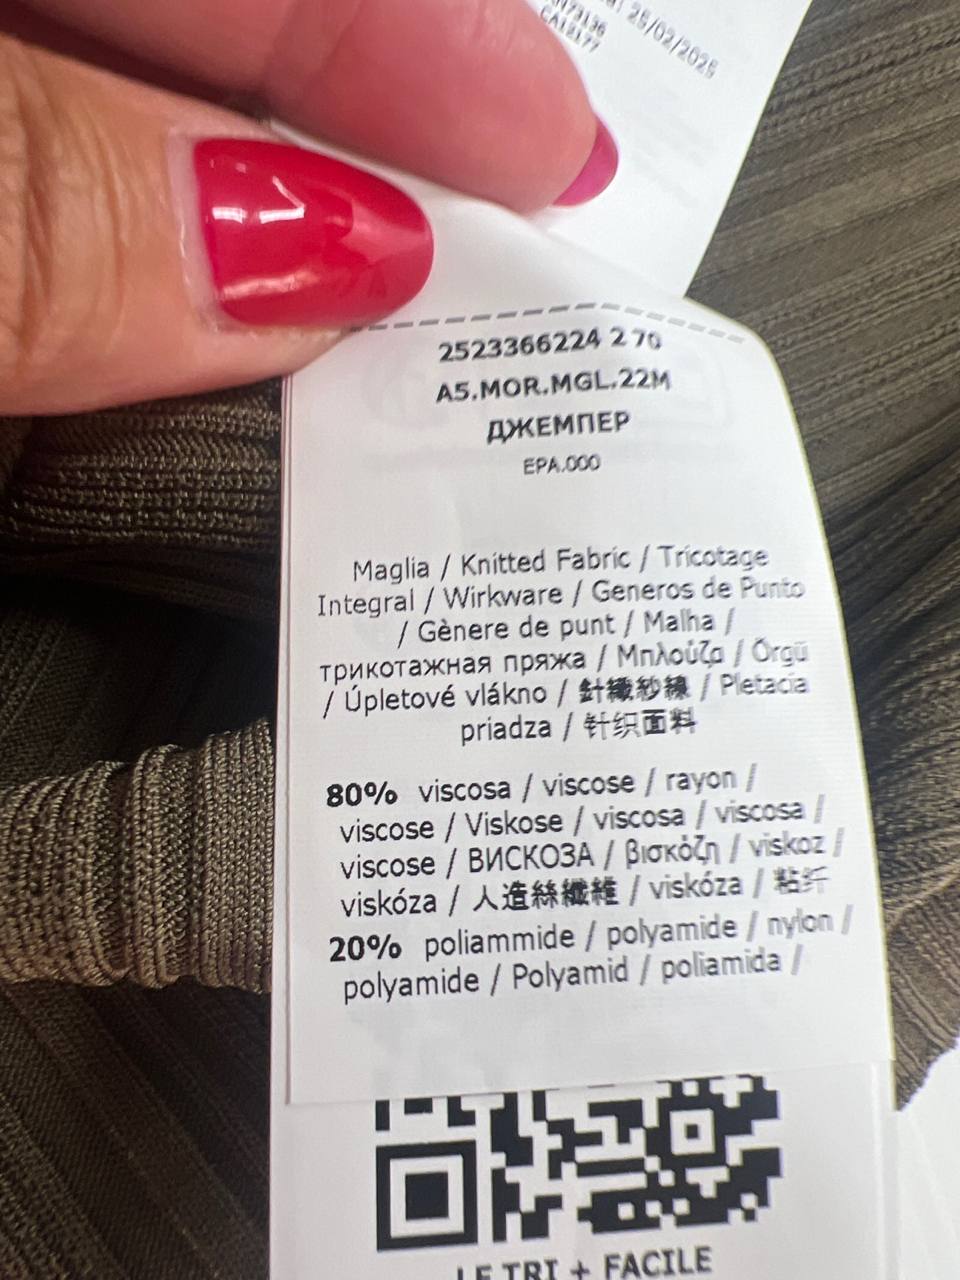 25/02/2025
CA12177
2523366224 2 70
A5.MOR.MGL.22M
ДЖЕМПЕР
EPA.000
Maglia / Knitted Fabric / Tricotage
Integral / Wirkware / Generos de Punto
/ Gènere de punt / Malha /
трикотажная пряжа / Μπλούζα / Örgü
/ Úpletové vlákno / 針織紗線 / Pletacia
priadza / 针织面料
80% viscosa / viscose / rayon /
viscose / Viskose / viscosa / viscosa /
viscose / ВИСКОЗА / βισκόζη / viskoz /
viskóza / 人造絲纖維 / viskóza / 粘纤
20% poliammide / polyamide / nylon /
polyamide / Polyamid / poliamida /
LE TRI + FACILE